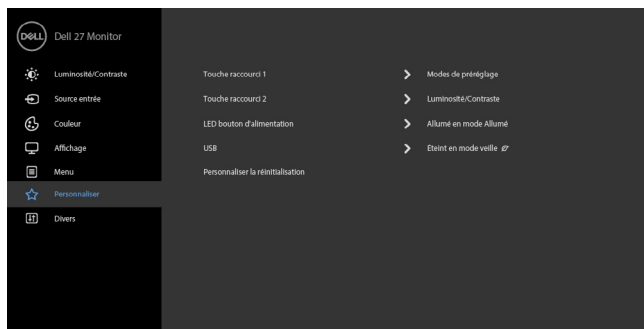 DELL Dell 27 Monitor
Luminosité/Contraste
Source entrée
Couleur
Affichage
Menu
Personnaliser
Divers
Touche raccourci 1 Modes de préréglage
Touche raccourci 2 Luminosité/Contraste
LED bouton d'alimentation Allumé en mode Allumé
USB Éteint en mode veille
Personnaliser la réinitialisation